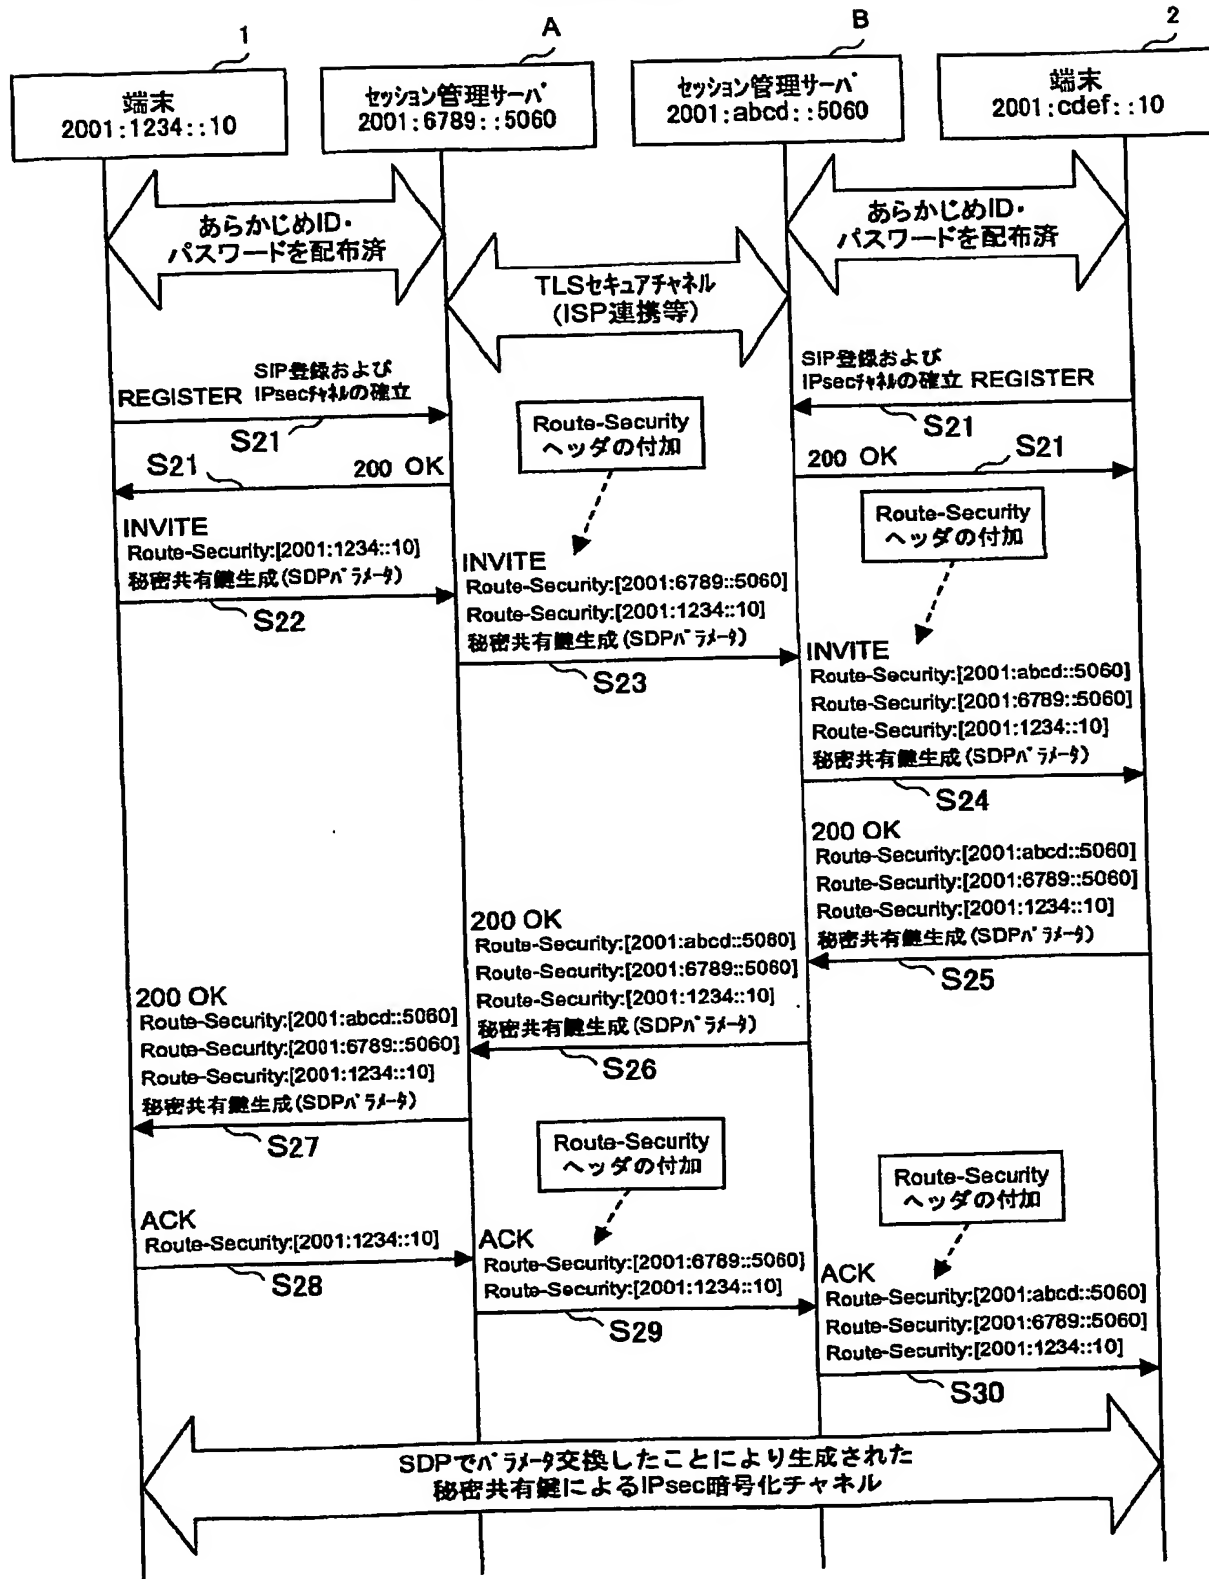 1
A
B
2
端末
2001:1234::10
セッション管理サーバ
2001:6789::5060
セッション管理サーバ
2001:abcd::5060
端末
2001:cdef::10
あらかじめID・
パスワードを配布済
あらかじめID・
パスワードを配布済
TLSセキュアチャネル
(ISP連携等)
SIP登録および
REGISTER IPsecチャネルの確立
S21
SIP登録および
IPsecチャネルの確立 REGISTER
S21
Route-Security
ヘッダの付加
S21
200 OK
200 OK
S21
Route-Security
ヘッダの付加
INVITE
Route-Security:[2001:1234::10]
秘密共有鍵生成(SDPパラメータ)
S22
INVITE
Route-Security:[2001:6789::5060]
Route-Security:[2001:1234::10]
秘密共有鍵生成(SDPパラメータ)
S23
INVITE
Route-Security:[2001:abcd::5060]
Route-Security:[2001:6789::5060]
Route-Security:[2001:1234::10]
秘密共有鍵生成(SDPパラメータ)
S24
200 OK
Route-Security:[2001:abcd::5060]
Route-Security:[2001:6789::5060]
Route-Security:[2001:1234::10]
秘密共有鍵生成(SDPパラメータ)
S25
200 OK
Route-Security:[2001:abcd::5060]
Route-Security:[2001:6789::5060]
Route-Security:[2001:1234::10]
秘密共有鍵生成(SDPパラメータ)
S26
200 OK
Route-Security:[2001:abcd::5060]
Route-Security:[2001:6789::5060]
Route-Security:[2001:1234::10]
秘密共有鍵生成(SDPパラメータ)
S27
Route-Security
ヘッダの付加
Route-Security
ヘッダの付加
ACK
Route-Security:[2001:1234::10]
S28
ACK
Route-Security:[2001:6789::5060]
Route-Security:[2001:1234::10]
S29
ACK
Route-Security:[2001:abcd::5060]
Route-Security:[2001:6789::5060]
Route-Security:[2001:1234::10]
S30
SDPでパラメータ交換したことにより生成された
秘密共有鍵によるIPsec暗号化チャネル